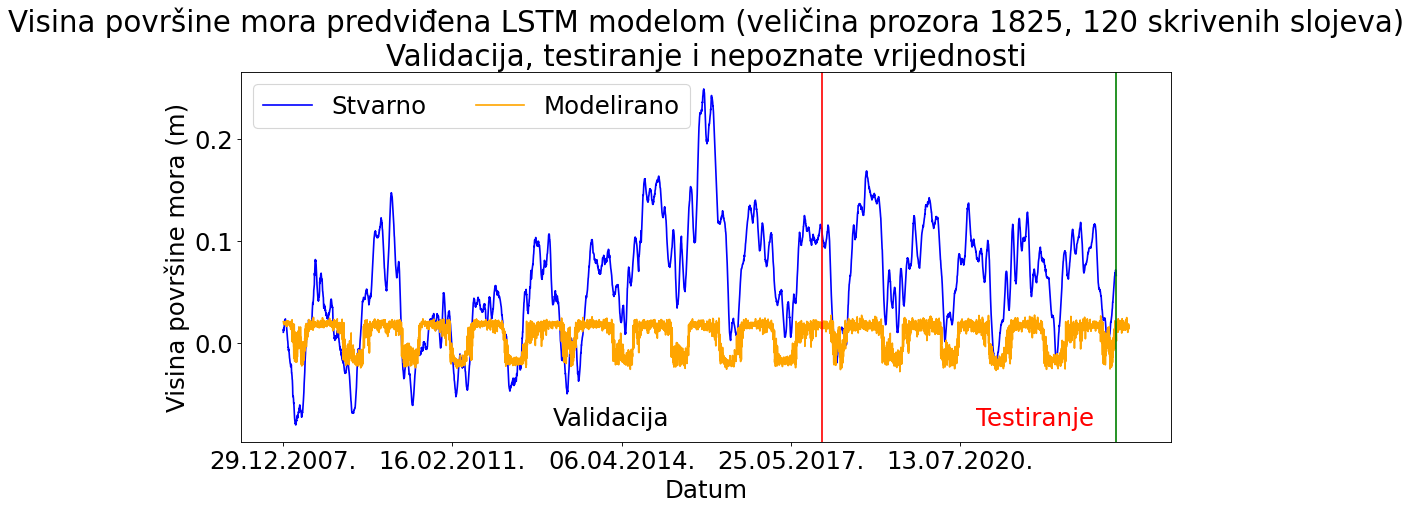 Visina površine mora predviđena LSTM modelom (veličina prozora 1825, 120 skrivenih slojeva)
Validacija, testiranje i nepoznate vrijednosti
Stvarno
Modelirano
Visina površine mora (m)
0.2
0.1
0.0
Validacija
Testiranje
29.12.2007.
16.02.2011.
06.04.2014.
25.05.2017.
13.07.2020.
Datum